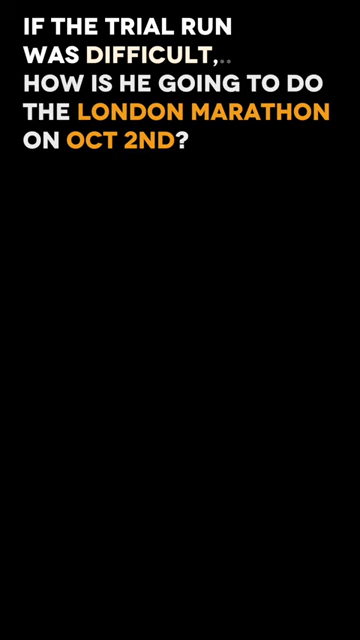 IF THE TRIAL RUN
WAS DIFFICULT,..
HOW IS HE GOING TO DO
THE LONDON MARATHON
ON OCT 2ND?